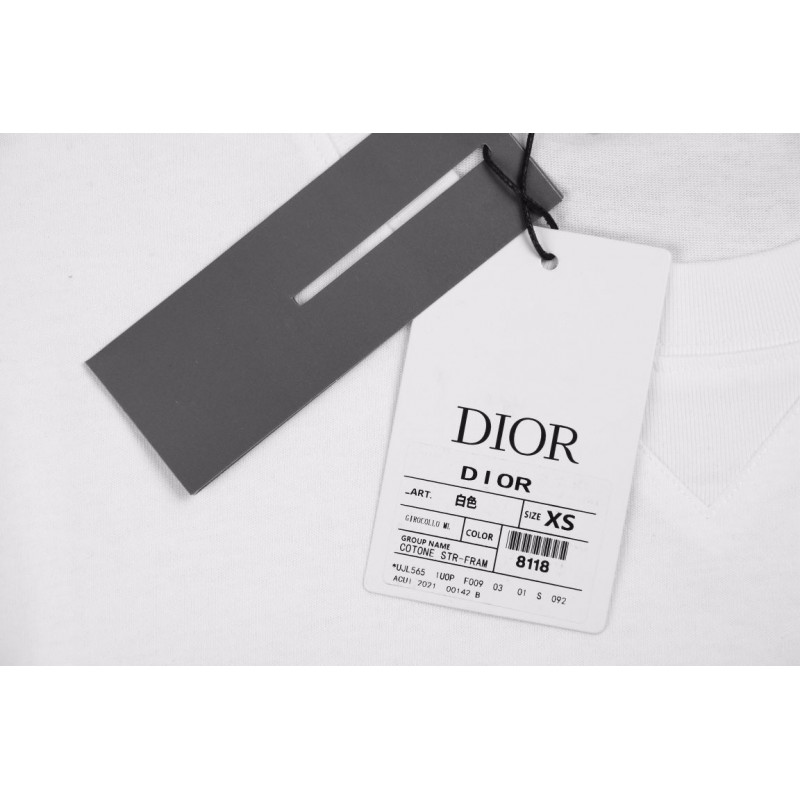 DIOR
DIOR
ART. 白色 SIZE XS
GIROCOLLO ML COLOR
GROUP NAME
COTONE STR-FRAM 8118
*UJL565 1UOP F009 03 01 S 092
ACUI 2021 00142 B